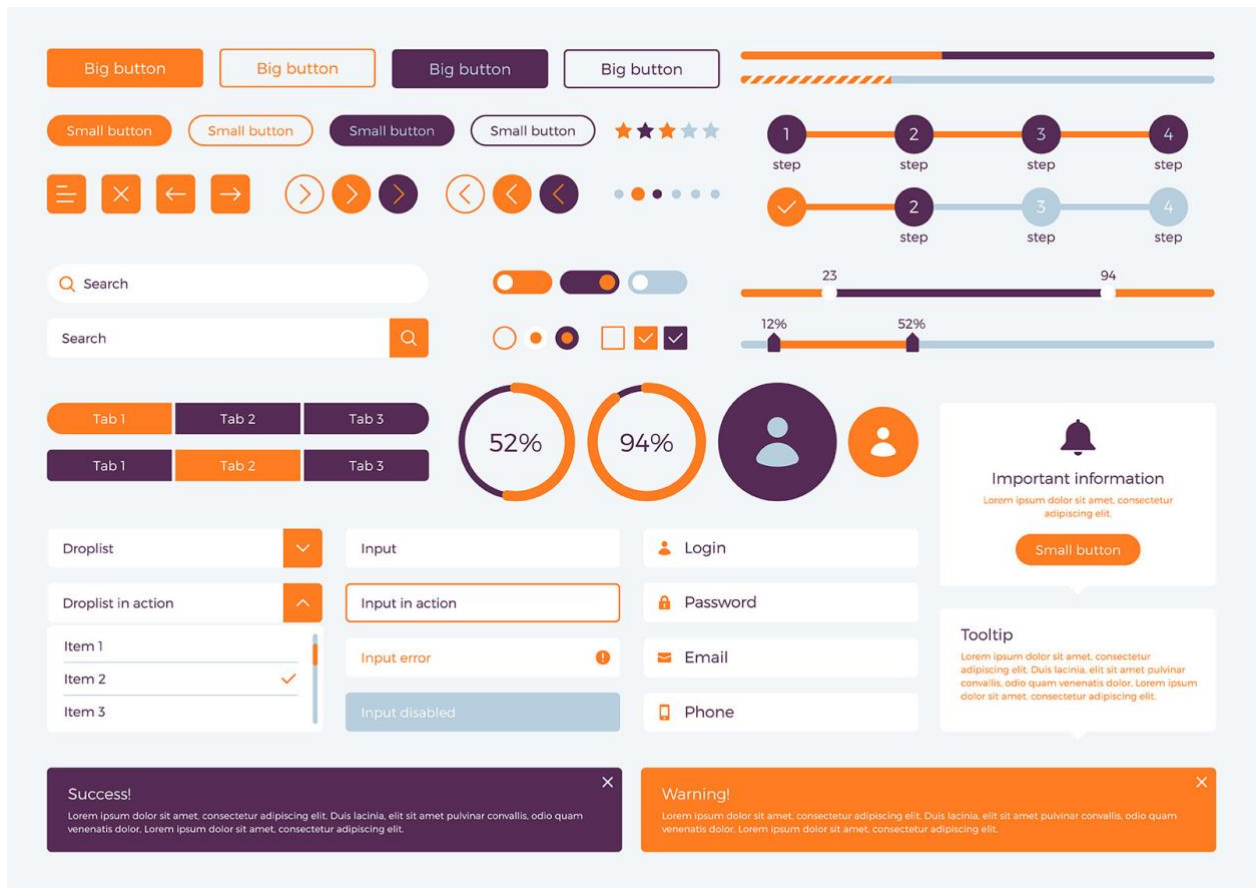 Big button
Big button
Big button
Big button
Small button
Small button
Small button
Small button
1
2
3
4
step
step
step
step
2
3
4
step
step
step
Search
Search
23
94
12%
52%
Tab 1
Tab 2
Tab 3
Tab 1
Tab 2
Tab 3
52%
94%
Important information
Lorem ipsum dolor sit amet, consectetur
adipiscing elit.
Small button
Droplist
Droplist in action
Item 1
Item 2
Item 3
Input
Input in action
Input error
Input disabled
Login
Password
Email
Phone
Tooltip
Lorem ipsum dolor sit amet, consectetur
adipiscing elit. Duis lacinia, elit sit amet pulvinar
convallis, odio quam venenatis dolor, Lorem ipsum
dolor sit amet, consectetur adipiscing elit.
Success!
Lorem ipsum dolor sit amet, consectetur adipiscing elit. Duis lacinia, elit sit amet pulvinar convallis, odio quam
venenatis dolor, Lorem ipsum dolor sit amet, consectetur adipiscing elit.
Warning!
Lorem ipsum dolor sit amet, consectetur adipiscing elit. Duis lacinia, elit sit amet pulvinar convallis, odio quam
venenatis dolor, Lorem ipsum dolor sit amet, consectetur adipiscing elit.